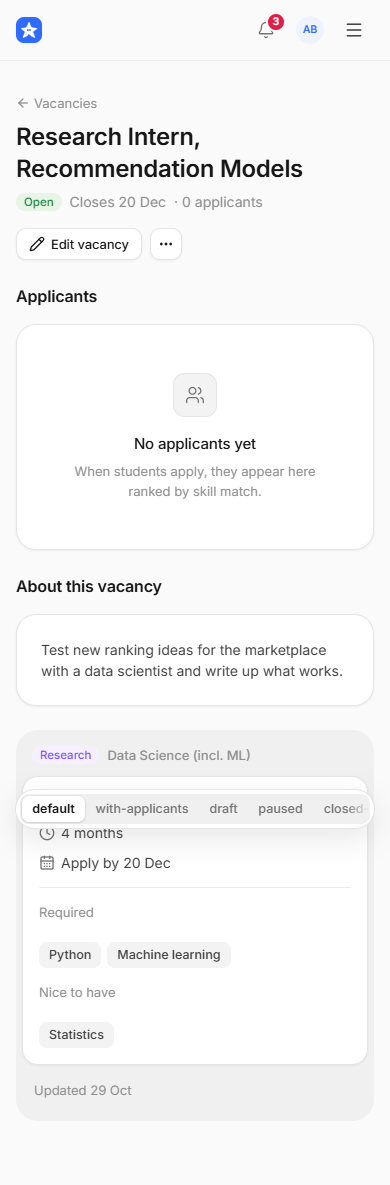 3
AB
Vacancies
Research Intern,
Recommendation Models
Open Closes 20 Dec · 0 applicants
Edit vacancy
Applicants
No applicants yet
When students apply, they appear here
ranked by skill match.
About this vacancy
Test new ranking ideas for the marketplace
with a data scientist and write up what works.
Research Data Science (incl. ML)
default with-applicants draft paused closed-
4 months
Apply by 20 Dec
Required
Python Machine learning
Nice to have
Statistics
Updated 29 Oct